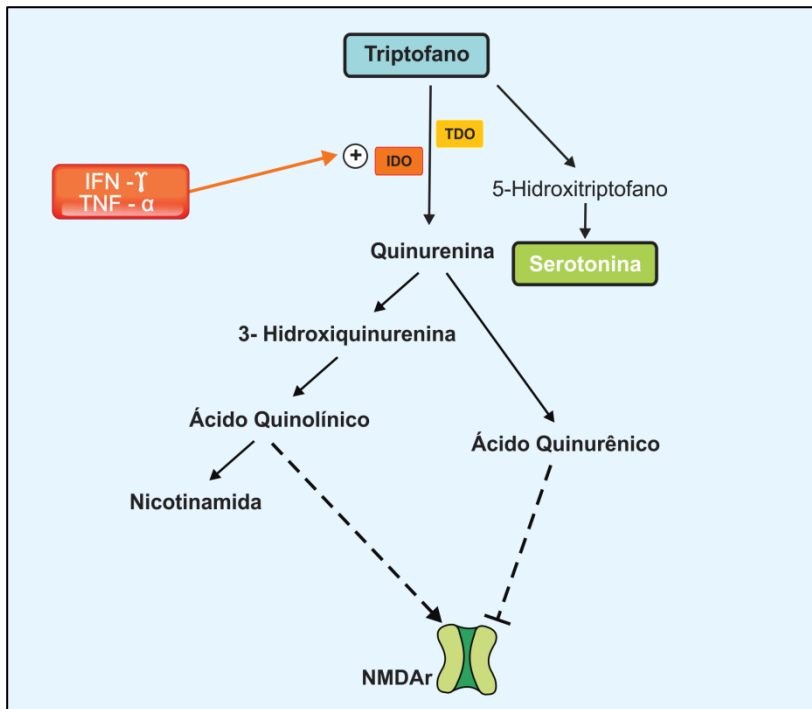 Triptofano
TDO
IDO
+
IFN -ϒ
TNF - α
5-Hidroxitriptofano
Quinurenina
Serotonina
3- Hidroxiquinurenina
Ácido Quinolínico
Ácido Quinurênico
Nicotinamida
NMDAr